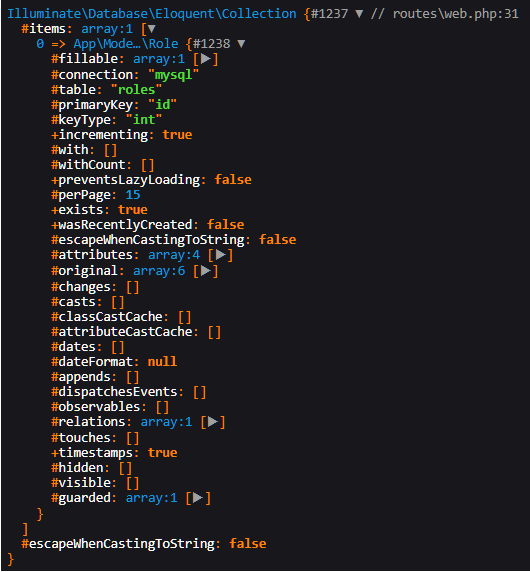 Illuminate\Database\Eloquent\Collection {#1237 ▼ // routes\web.php:31
  #items: array:1 [▼
    0 => App\Mode…\Role {#1238 ▼
      #fillable: array:1 [▶]
      #connection: "mysql"
      #table: "roles"
      #primaryKey: "id"
      #keyType: "int"
      +incrementing: true
      #with: []
      #withCount: []
      +preventsLazyLoading: false
      #perPage: 15
      +exists: true
      +wasRecentlyCreated: false
      #escapeWhenCastingToString: false
      #attributes: array:4 [▶]
      #original: array:6 [▶]
      #changes: []
      #casts: []
      #classCastCache: []
      #attributeCastCache: []
      #dates: []
      #dateFormat: null
      #appends: []
      #dispatchesEvents: []
      #observables: []
      #relations: array:1 [▶]
      #touches: []
      +timestamps: true
      #hidden: []
      #visible: []
      #guarded: array:1 [▶]
    }
  ]
  #escapeWhenCastingToString: false
}